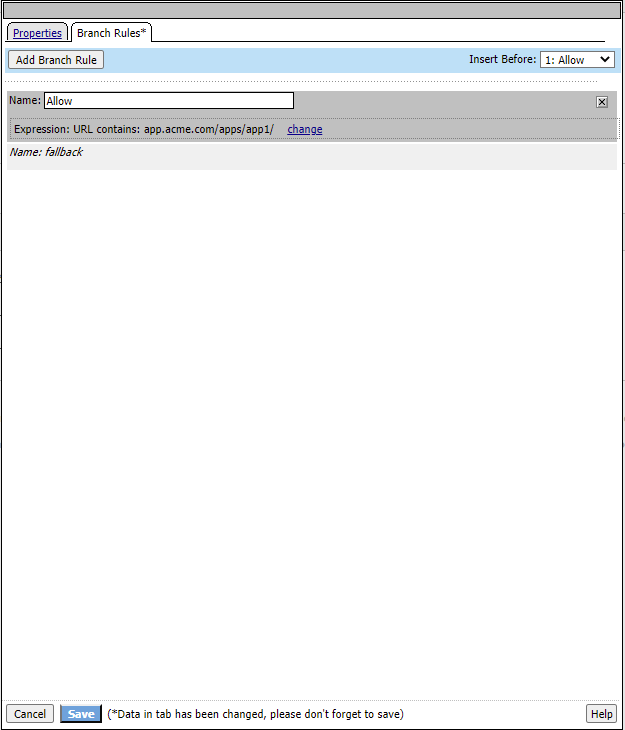 Properties Branch Rules*
Add Branch Rule Insert Before: 1: Allow
Name: Allow
Expression: URL contains: app.acme.com/apps/app1/ change
Name: fallback
Cancel Save (*Data in tab has been changed, please don't forget to save) Help